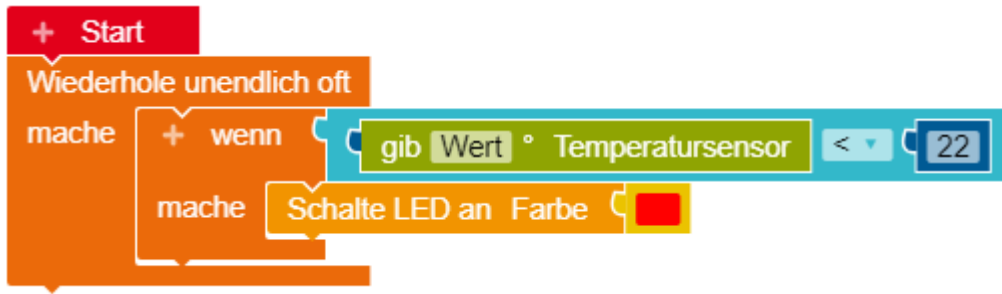 + Start
Wiederhole unendlich oft
mache + wenn gib Wert ° Temperatursensor < 22
mache Schalte LED an Farbe